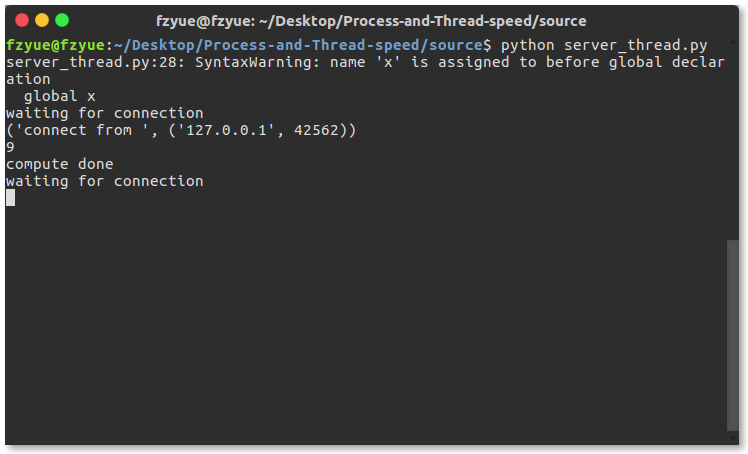 fzyue@fzyue: ~/Desktop/Process-and-Thread-speed/source
fzyue@fzyue:~/Desktop/Process-and-Thread-speed/source$ python server_thread.py
server_thread.py:28: SyntaxWarning: name 'x' is assigned to before global declar
ation
  global x
waiting for connection
('connect from ', ('127.0.0.1', 42562))
9
compute done
waiting for connection